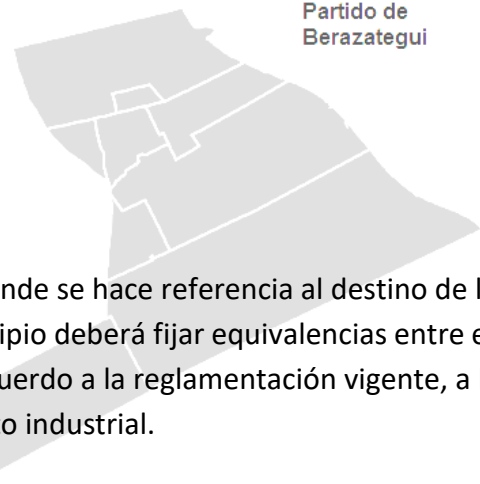 Partido de
Berazategui
nde se hace referencia al destino de l
ipio deberá fijar equivalencias entre e
uerdo a la reglamentación vigente, a
o industrial.